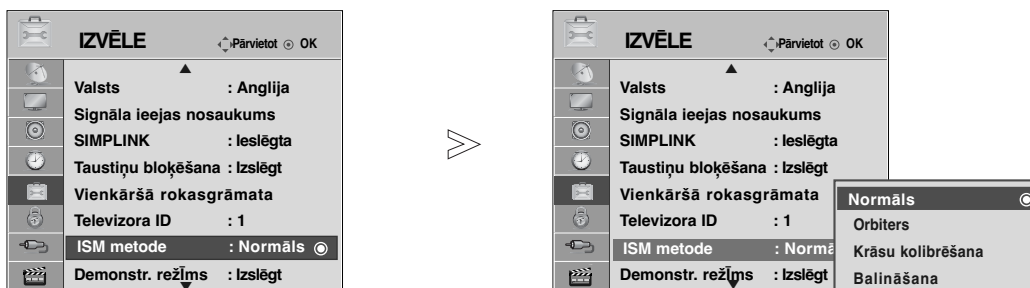 IZVĒLE Pārvietot OK
Valsts : Anglija
Signāla ieejas nosaukums
SIMPLINK : Ieslēgta
Taustiņu bloķēšana : Izslēgt
Vienkāršā rokasgrāmata
Televizora ID : 1
ISM metode : Normāls
Demonstr. režĪms : Izslēgt
IZVĒLE Pārvietot OK
Valsts : Anglija
Signāla ieejas nosaukums
SIMPLINK : Ieslēgta
Taustiņu bloķēšana : Izslēgt
Vienkāršā rokasgrāmata
Televizora ID : 1
ISM metode : Normā
Demonstr. režĪms : Izslēgt
Normāls
Orbiters
Krāsu kolibrēšana
Balināšana